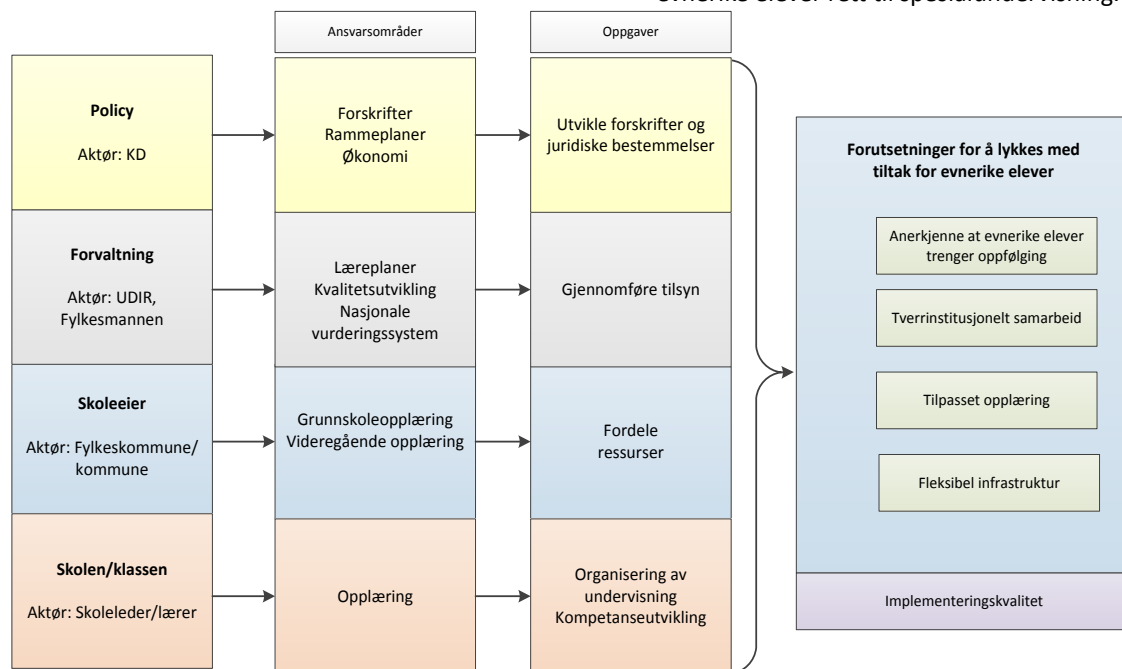 Ansvarsområder
Oppgaver
Policy
Aktør: KD
Forskrifter
Rammeplaner
Økonomi
Utvikle forskrifter og
juridiske bestemmelser
Forvaltning
Aktør: UDIR,
Fylkesmannen
Læreplaner
Kvalitetsutvikling
Nasjonale
vurderingssystem
Gjennomføre tilsyn
Skoleeier
Aktør: Fylkeskommune/
kommune
Grunnskoleopplæring
Videregående opplæring
Fordele
ressurser
Skolen/klassen
Aktør: Skoleleder/lærer
Opplæring
Organisering av
undervisning
Kompetanseutvikling
Forutsetninger for å lykkes med
tiltak for evnerike elever
Anerkjenne at evnerike elever
trenger oppfølging
Tverrinstitusjonelt samarbeid
Tilpasset opplæring
Fleksibel infrastruktur
Implementeringskvalitet